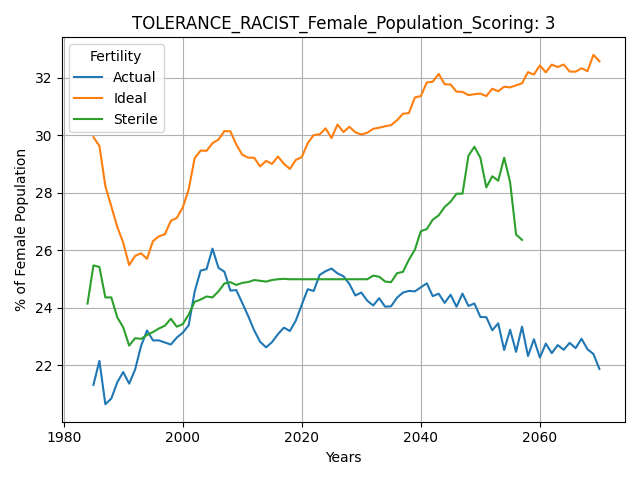 TOLERANCE_RACIST_Female_Population_Scoring: 3
Fertility
Actual
Ideal
Sterile
% of Female Population
32
30
28
26
24
22
1980
2000
2020
2040
2060
Years